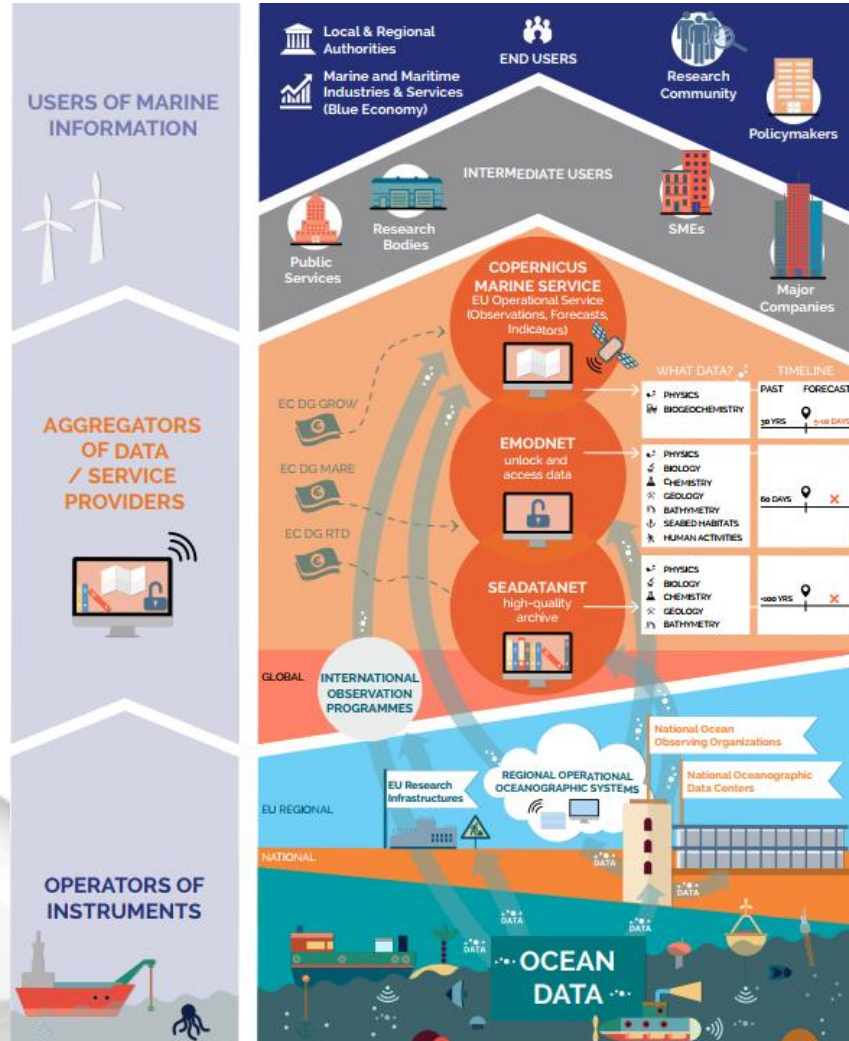 USERS OF MARINE
INFORMATION
AGGREGATORS
OF DATA
/ SERVICE
PROVIDERS
OPERATORS OF
INSTRUMENTS
Local & Regional
Authorities
Marine and Maritime
Industries & Services
(Blue Economy)
END USERS
Research
Community
Policymakers
INTERMEDIATE USERS
Public
Services
Research
Bodies
SMEs
Major
Companies
COPERNICUS
MARINE SERVICE
EU Operational Service
(Observations, Forecasts,
Indicators)
EC DG GROW
EC DG MARE
EC DG RTD
EMODNET
unlock and
access data
SEADATANET
high-quality
archive
WHAT DATA?
TIMELINE
PHYSICS
BIOGEOCHEMISTRY
PAST FORECAST
30 YRS 5-10 DAYS
PHYSICS
BIOLOGY
CHEMISTRY
GEOLOGY
BATHYMETRY
SEABED HABITATS
HUMAN ACTIVITIES
60 DAYS
PHYSICS
BIOLOGY
CHEMISTRY
GEOLOGY
BATHYMETRY
YRS
GLOBAL
INTERNATIONAL
OBSERVATION
PROGRAMMES
EU REGIONAL
EU Research
Infrastructures
REGIONAL OPERATIONAL
OCEANOGRAPHIC SYSTEMS
National Ocean
Observing Organizations
National Oceanographic
Data Centers
NATIONAL
DATA
DATA
DATA
DATA
DATA
DATA
OCEAN
DATA